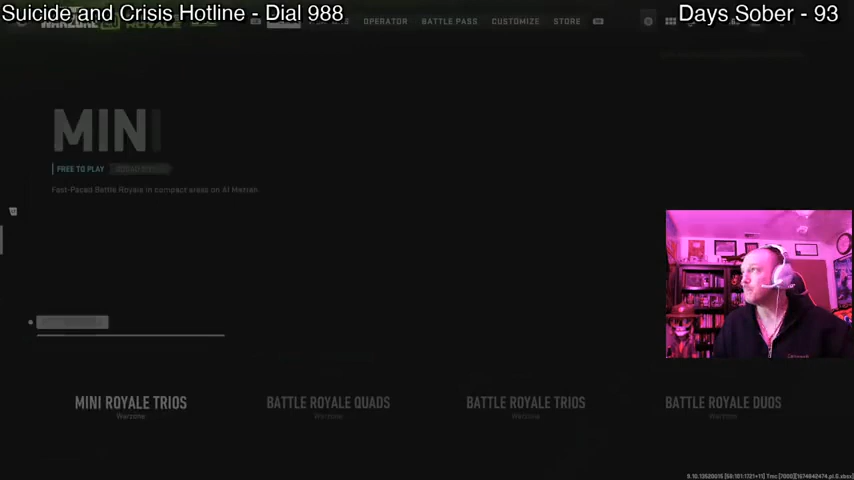 Suicide and Crisis Hotline - Dial 988
Days Sober - 93
WARZONE
ROYALE
OPERATOR
BATTLE PASS
CUSTOMIZE
STORE
MINI
FREE TO PLAY
Fast-Paced Battle Royale in compact areas on Al Mazrah.
MINI ROYALE TRIOS
BATTLE ROYALE QUADS
BATTLE ROYALE TRIOS
BATTLE ROYALE DUOS
Warzone
Warzone
Warzone
Warzone